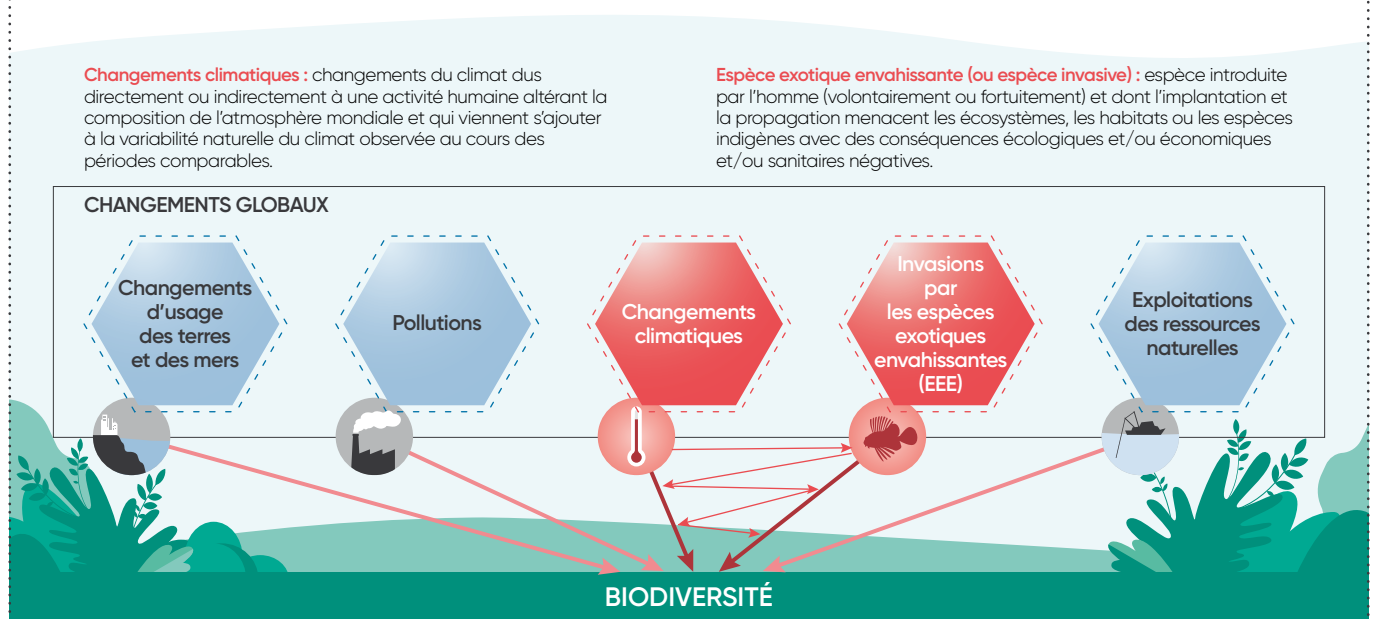 Changements climatiques : changements du climat dus
directement ou indirectement à une activité humaine altérant la
composition de l’atmosphère mondiale et qui viennent s’ajouter
à la variabilité naturelle du climat observée au cours des
périodes comparables.
Espèce exotique envahissante (ou espèce invasive) : espèce introduite
par l’homme (volontairement ou fortuitement) et dont l’implantation et
la propagation menacent les écosystèmes, les habitats ou les espèces
indigènes avec des conséquences écologiques et/ou économiques
et/ou sanitaires négatives.
CHANGEMENTS GLOBAUX
Changements
d’usage
des terres
et des mers
Pollutions
Changements
climatiques
Invasions
par
les espèces
exotiques
envahissantes
(EEE)
Exploitations
des ressources
naturelles
BIODIVERSITÉ